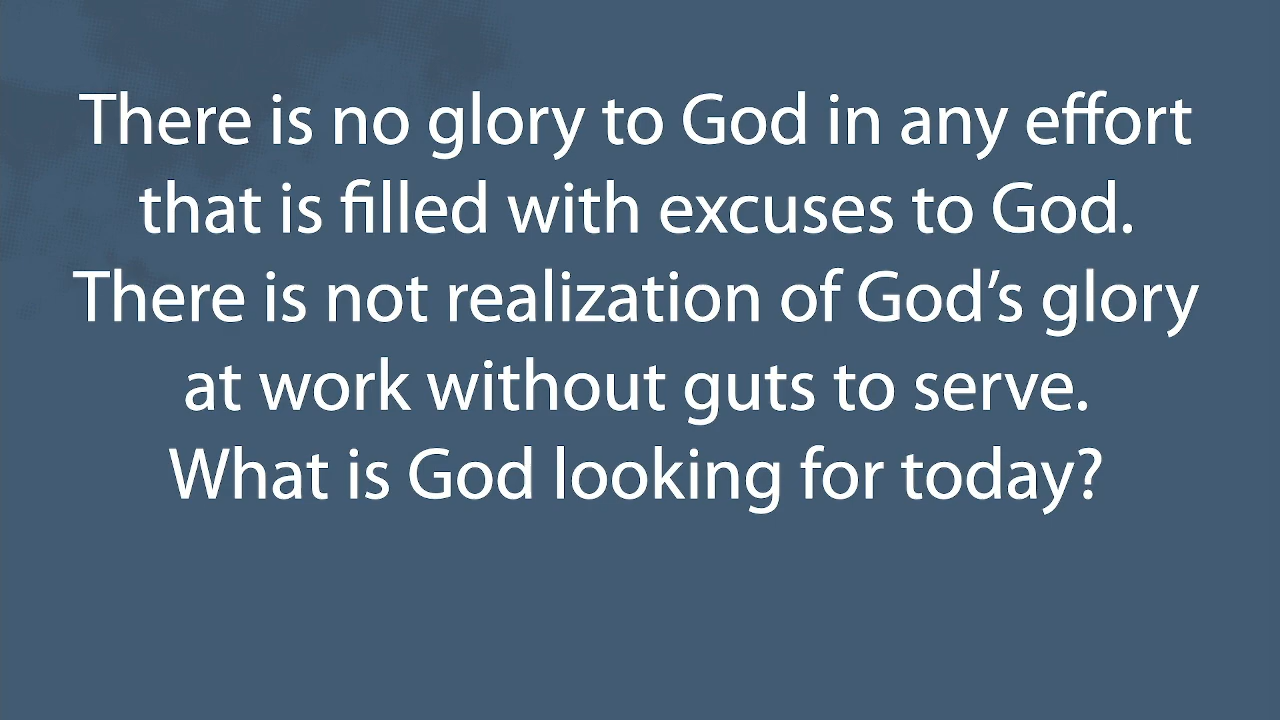 There is no glory to God in any effort
that is filled with excuses to God.
There is not realization of God’s glory
at work without guts to serve.
What is God looking for today?